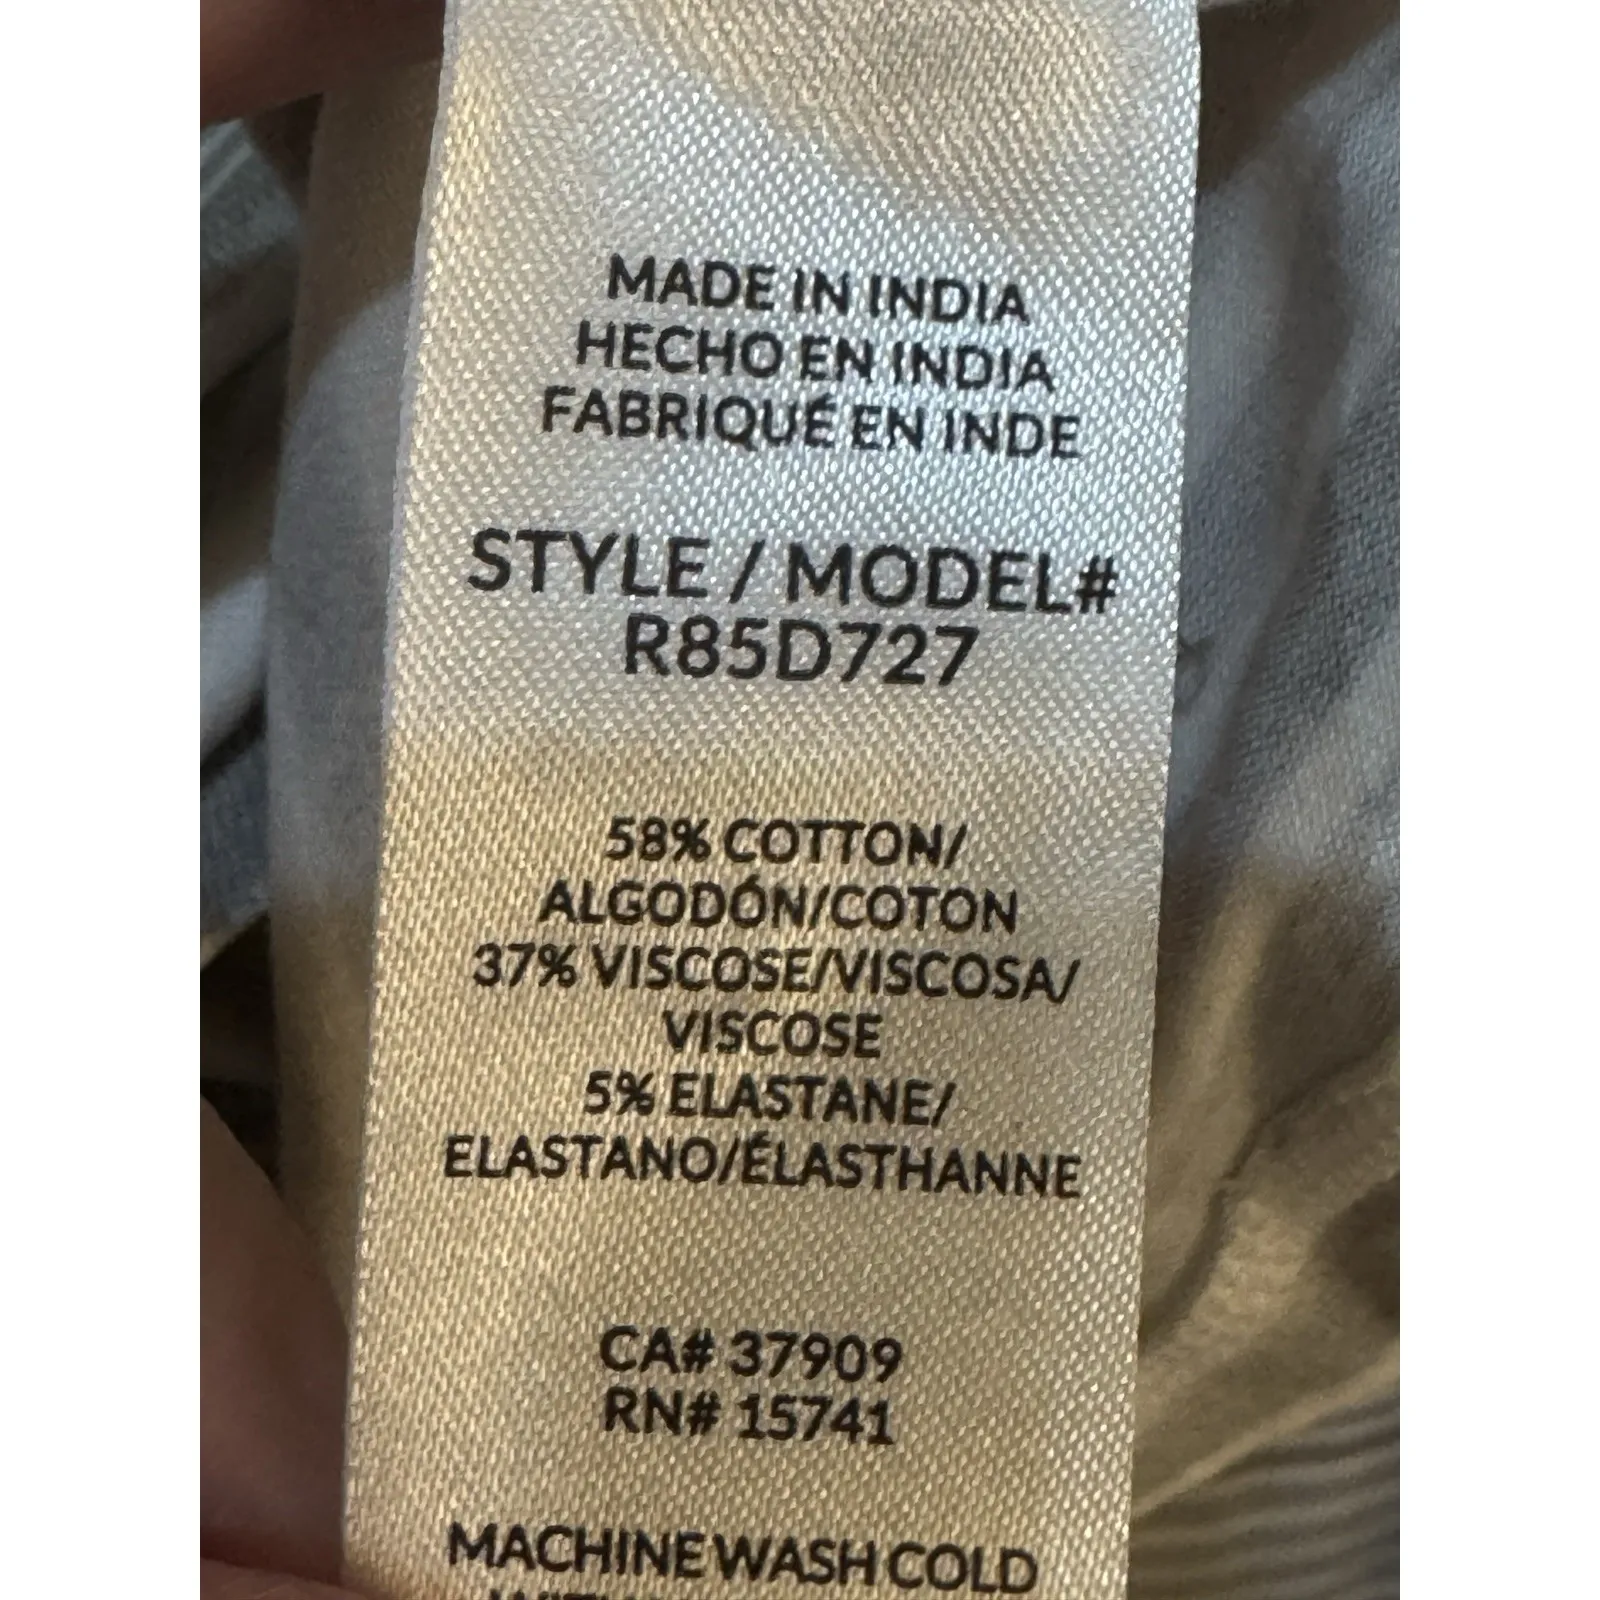 MADE IN INDIA
HECHO EN INDIA
FABRIQUÉ EN INDE
STYLE / MODEL#
R85D727
58% COTTON/
ALGODÓN/COTON
37% VISCOSE/VISCOSA/
VISCOSE
5% ELASTANE/
ELASTANO/ÉLASTHANNE
CA# 37909
RN# 15741
MACHINE WASH COLD